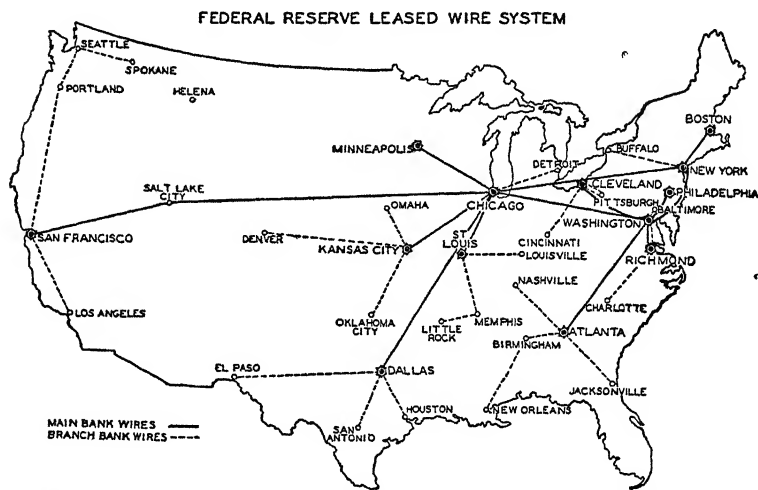 FEDERAL RESERVE LEASED WIRE SYSTEM
SEATTLE
SPOKANE
PORTLAND
HELENA
BOSTON
MINNEAPOLIS
BUFFALO
DETROIT
NEW YORK
CLEVELAND
SALT LAKE
CITY
CHICAGO
PHILADELPHIA
PITTSBURGH
OMAHA
BALTIMORE
WASHINGTON
SAN FRANCISCO
DENVER
KANSAS CITY
ST
LOUIS
CINCINNATI
LOUISVILLE
RICHMOND
NASHVILLE
LOS ANGELES
OKLAHOMA
CITY
LITTLE
ROCK
MEMPHIS
CHARLOTTE
ATLANTA
BIRMINGHAM
EL PASO
DALLAS
JACKSONVILLE
HOUSTON
NEW ORLEANS
SAN
ANTONIO
MAIN BANK WIRES
BRANCH BANK WIRES